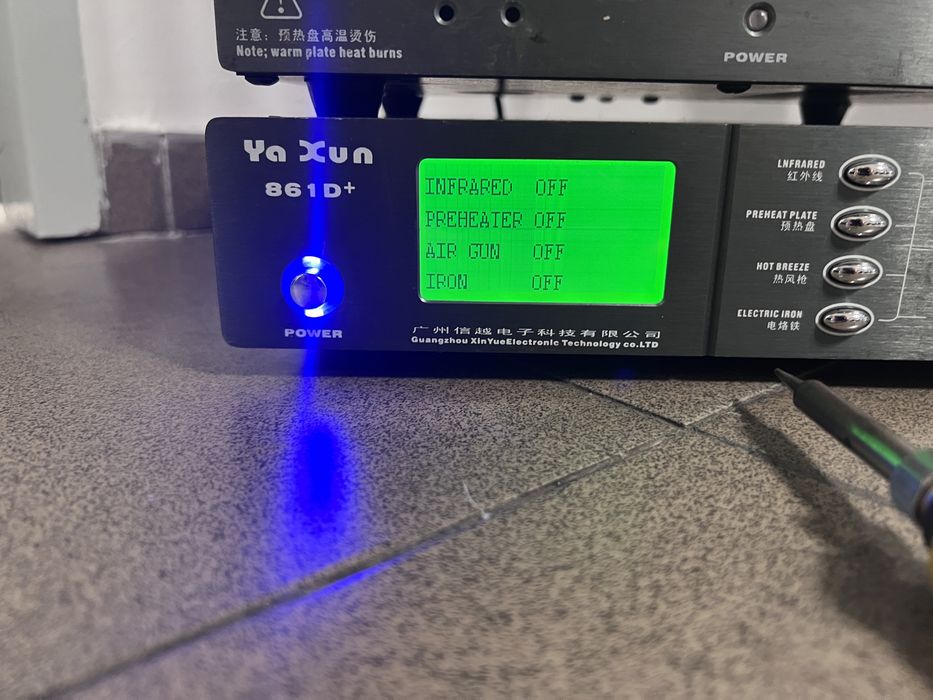 注意：预热盘高温烫伤
Note; warm plate heat burns
POWER
Ya Xun
861D+
POWER
INFRARED OFF
PREHEATER OFF
AIR GUN OFF
IRON OFF
广州信越电子科技有限公司
Guangzhou XinYueElectronic Technology co.LTD
LNFRARED
红外线
PREHEAT PLATE
预热盘
HOT BREEZE
热风枪
ELECTRIC IRON
电烙铁